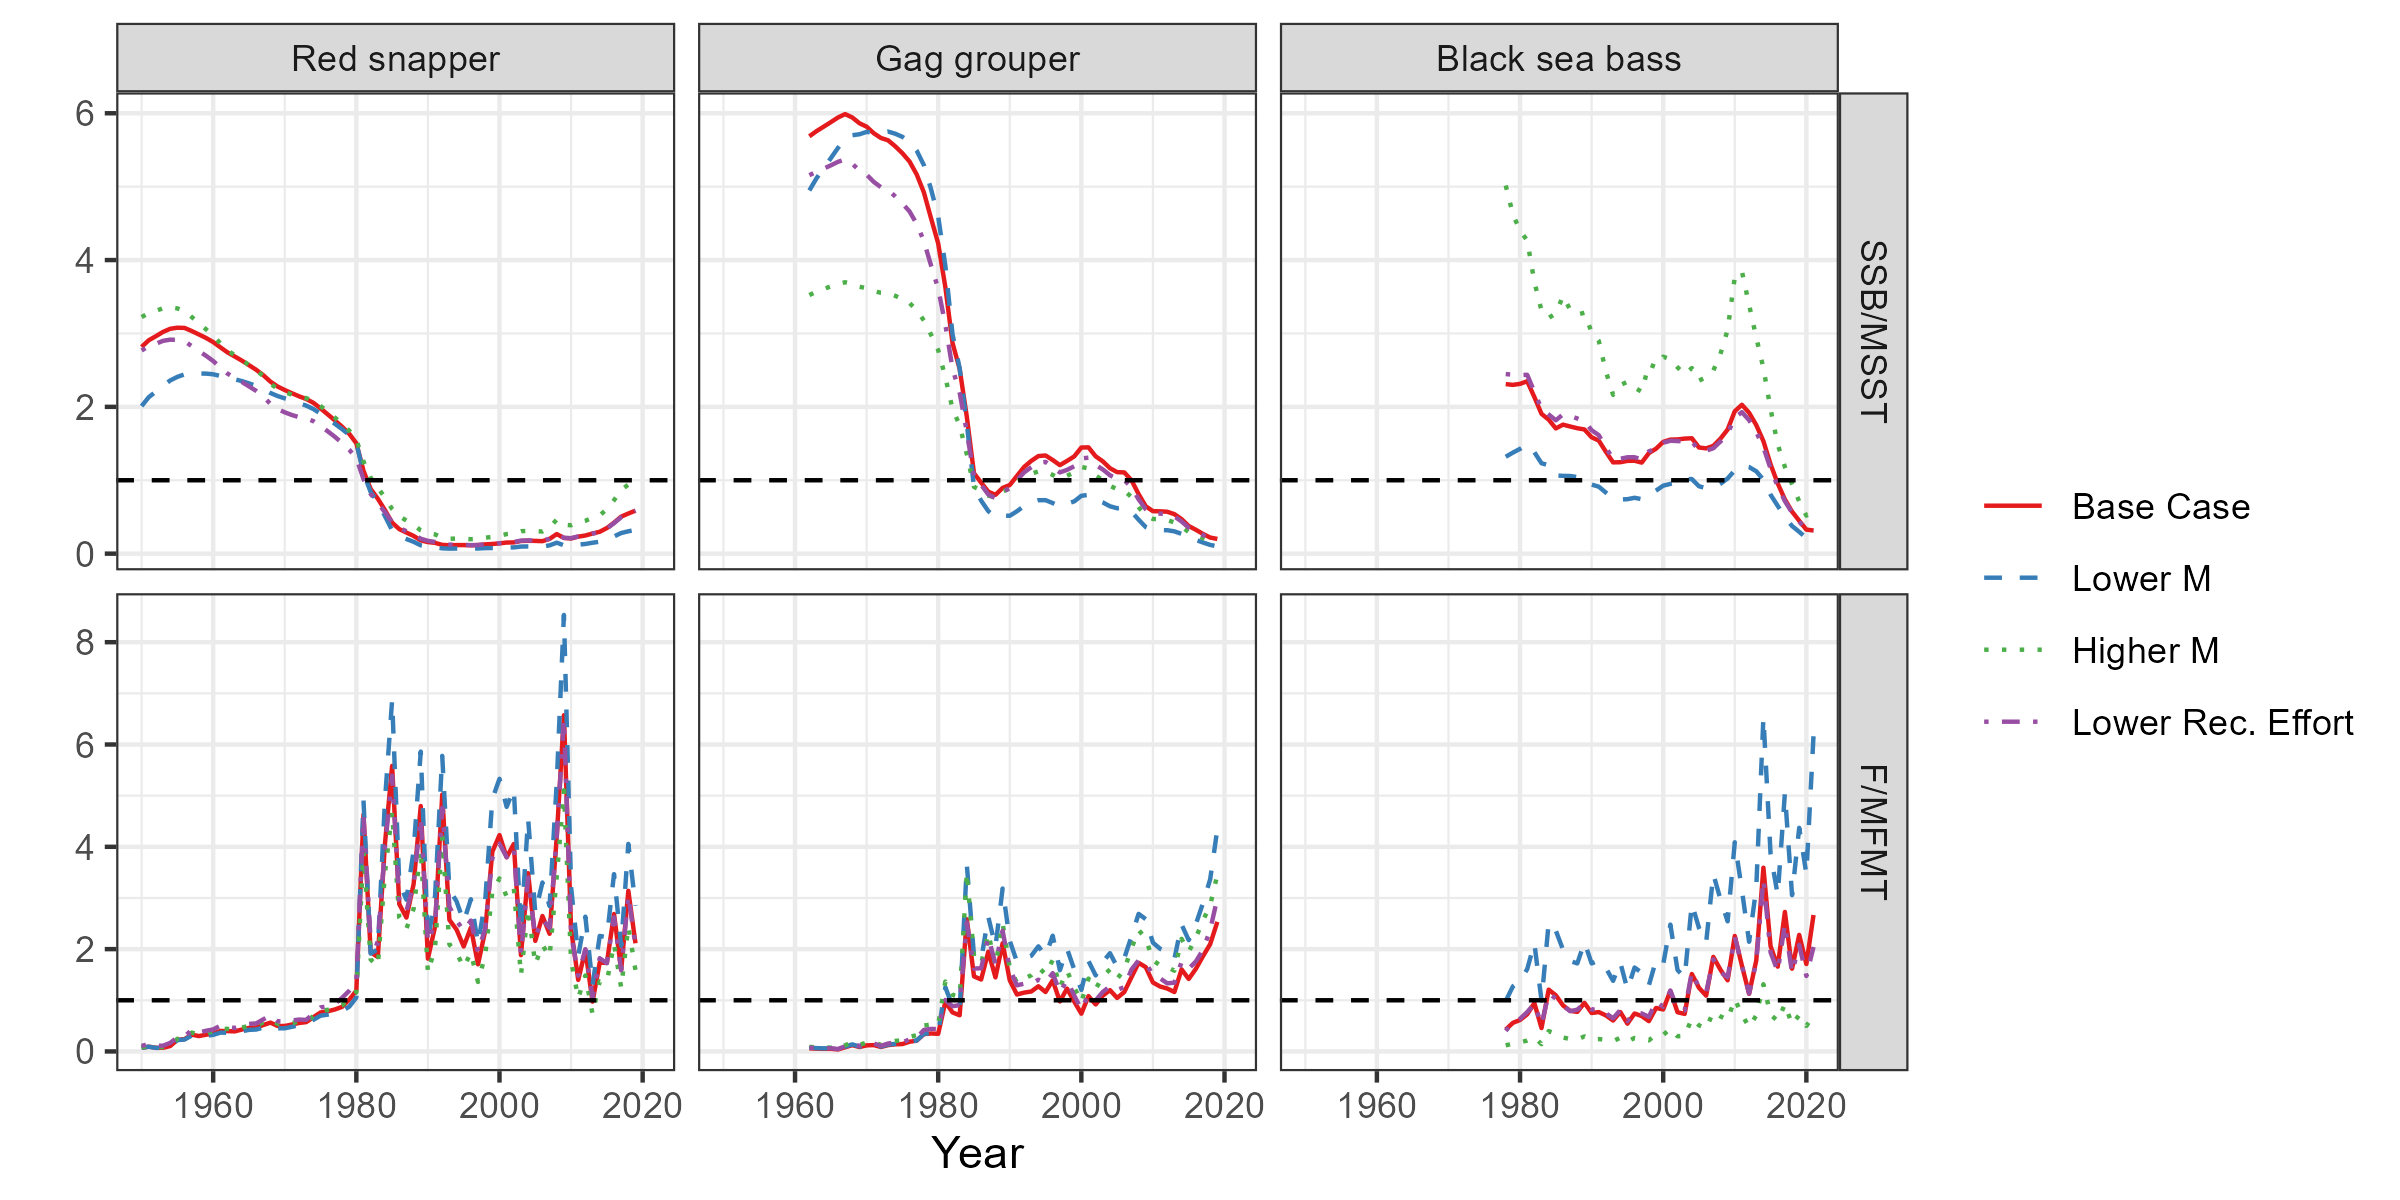 Red snapper
Gag grouper
Black sea bass
6
4
2
0
SSB/MSST
8
6
4
2
0
F/MFMT
1960 1980 2000 2020
1960 1980 2000 2020
1960 1980 2000 2020
Year
Base Case
Lower M
Higher M
Lower Rec. Effort